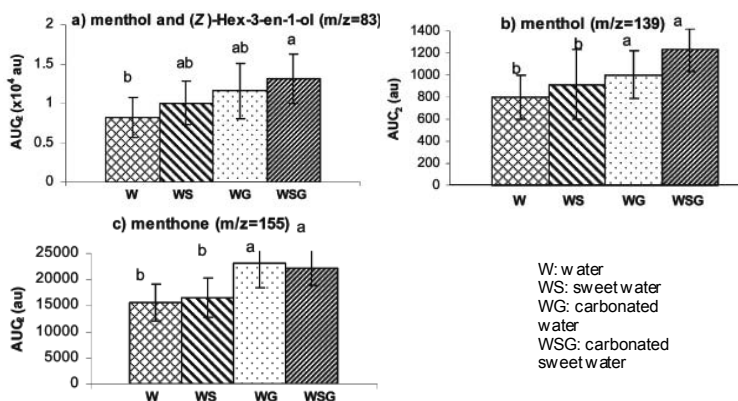 a) menthol and (Z)-Hex-3-en-1-ol (m/z=83)
AUC (x10⁴ au)
2
1.5
1
0.5
0
b
ab
ab
a
W
WS
WG
WSG
b) menthol (m/z=139)
AUC₂ (au)
1400
1200
1000
800
600
400
200
0
b
b
a
a
W
WS
WG
WSG
c) menthone (m/z=155)
AUC (au)
25000
20000
15000
10000
5000
0
b
b
a
a
W
WS
WG
WSG
W: water
WS: sweet water
WG: carbonated
water
WSG: carbonated
sweet water